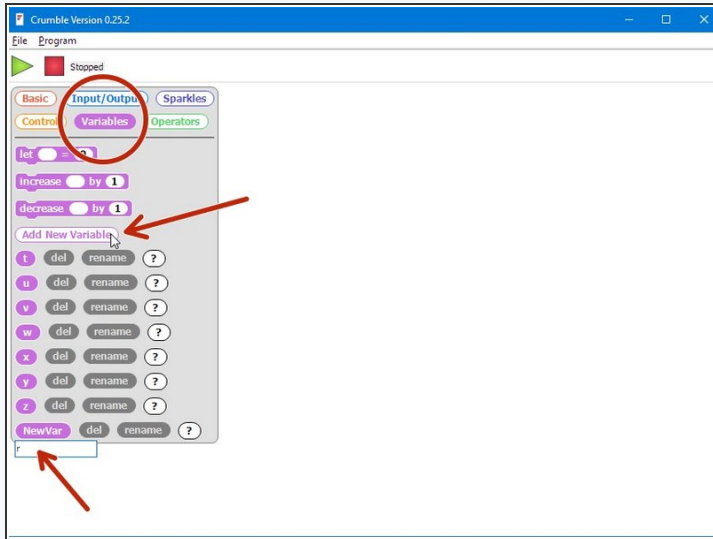 Crumble Version 0.25.2
File Program
Stopped
Basic Input/Output Sparkles
Control Variables Operators
let =
increase by 1
decrease by 1
Add New Variable
t del rename ?
u del rename ?
v del rename ?
w del rename ?
x del rename ?
y del rename ?
z del rename ?
NewVar del rename ?
r